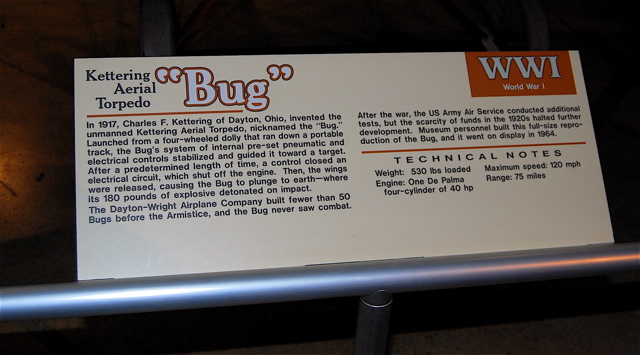 Kettering
Aerial
Torpedo
"Bug"
In 1917, Charles F. Kettering of Dayton, Ohio, invented the
unmanned Kettering Aerial Torpedo, nicknamed the "Bug."
Launched from a four-wheeled dolly that ran down a portable
track, the Bug's system of internal pre-set pneumatic and
electrical controls stabilized and guided it toward a target.
After a predetermined length of time, a control closed an
electrical circuit, which shut off the engine. Then, the wings
were released, causing the Bug to plunge to earth—where
its 180 pounds of explosive detonated on impact.
The Dayton-Wright Airplane Company built fewer than 50
Bugs before the Armistice, and the Bug never saw combat.
WWI
World War I
After the war, the US Army Air Service conducted additional
tests, but the scarcity of funds in the 1920s halted further
development. Museum personnel built this full-size repro-
duction of the Bug, and it went on display in 1964.
TECHNICAL NOTES
Weight: 530 lbs loaded
Engine: One De Palma
four-cylinder of 40 hp
Maximum speed: 120 mph
Range: 75 miles